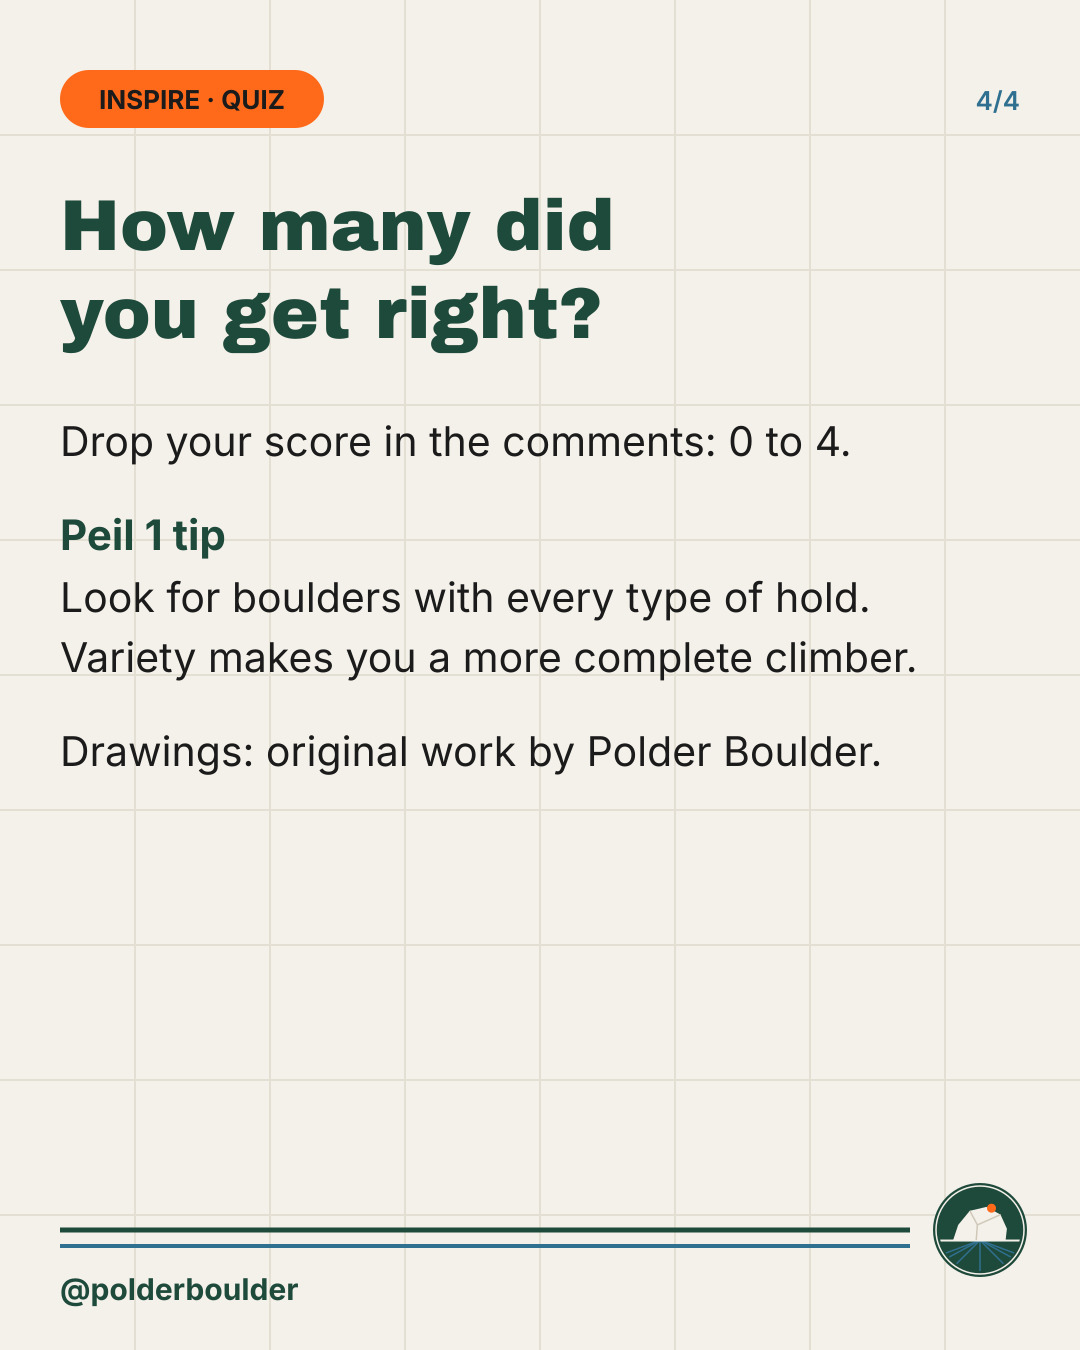 INSPIRE · QUIZ
4/4
How many did
you get right?
Drop your score in the comments: 0 to 4.
Peil 1 tip
Look for boulders with every type of hold.
Variety makes you a more complete climber.
Drawings: original work by Polder Boulder.
@polderboulder